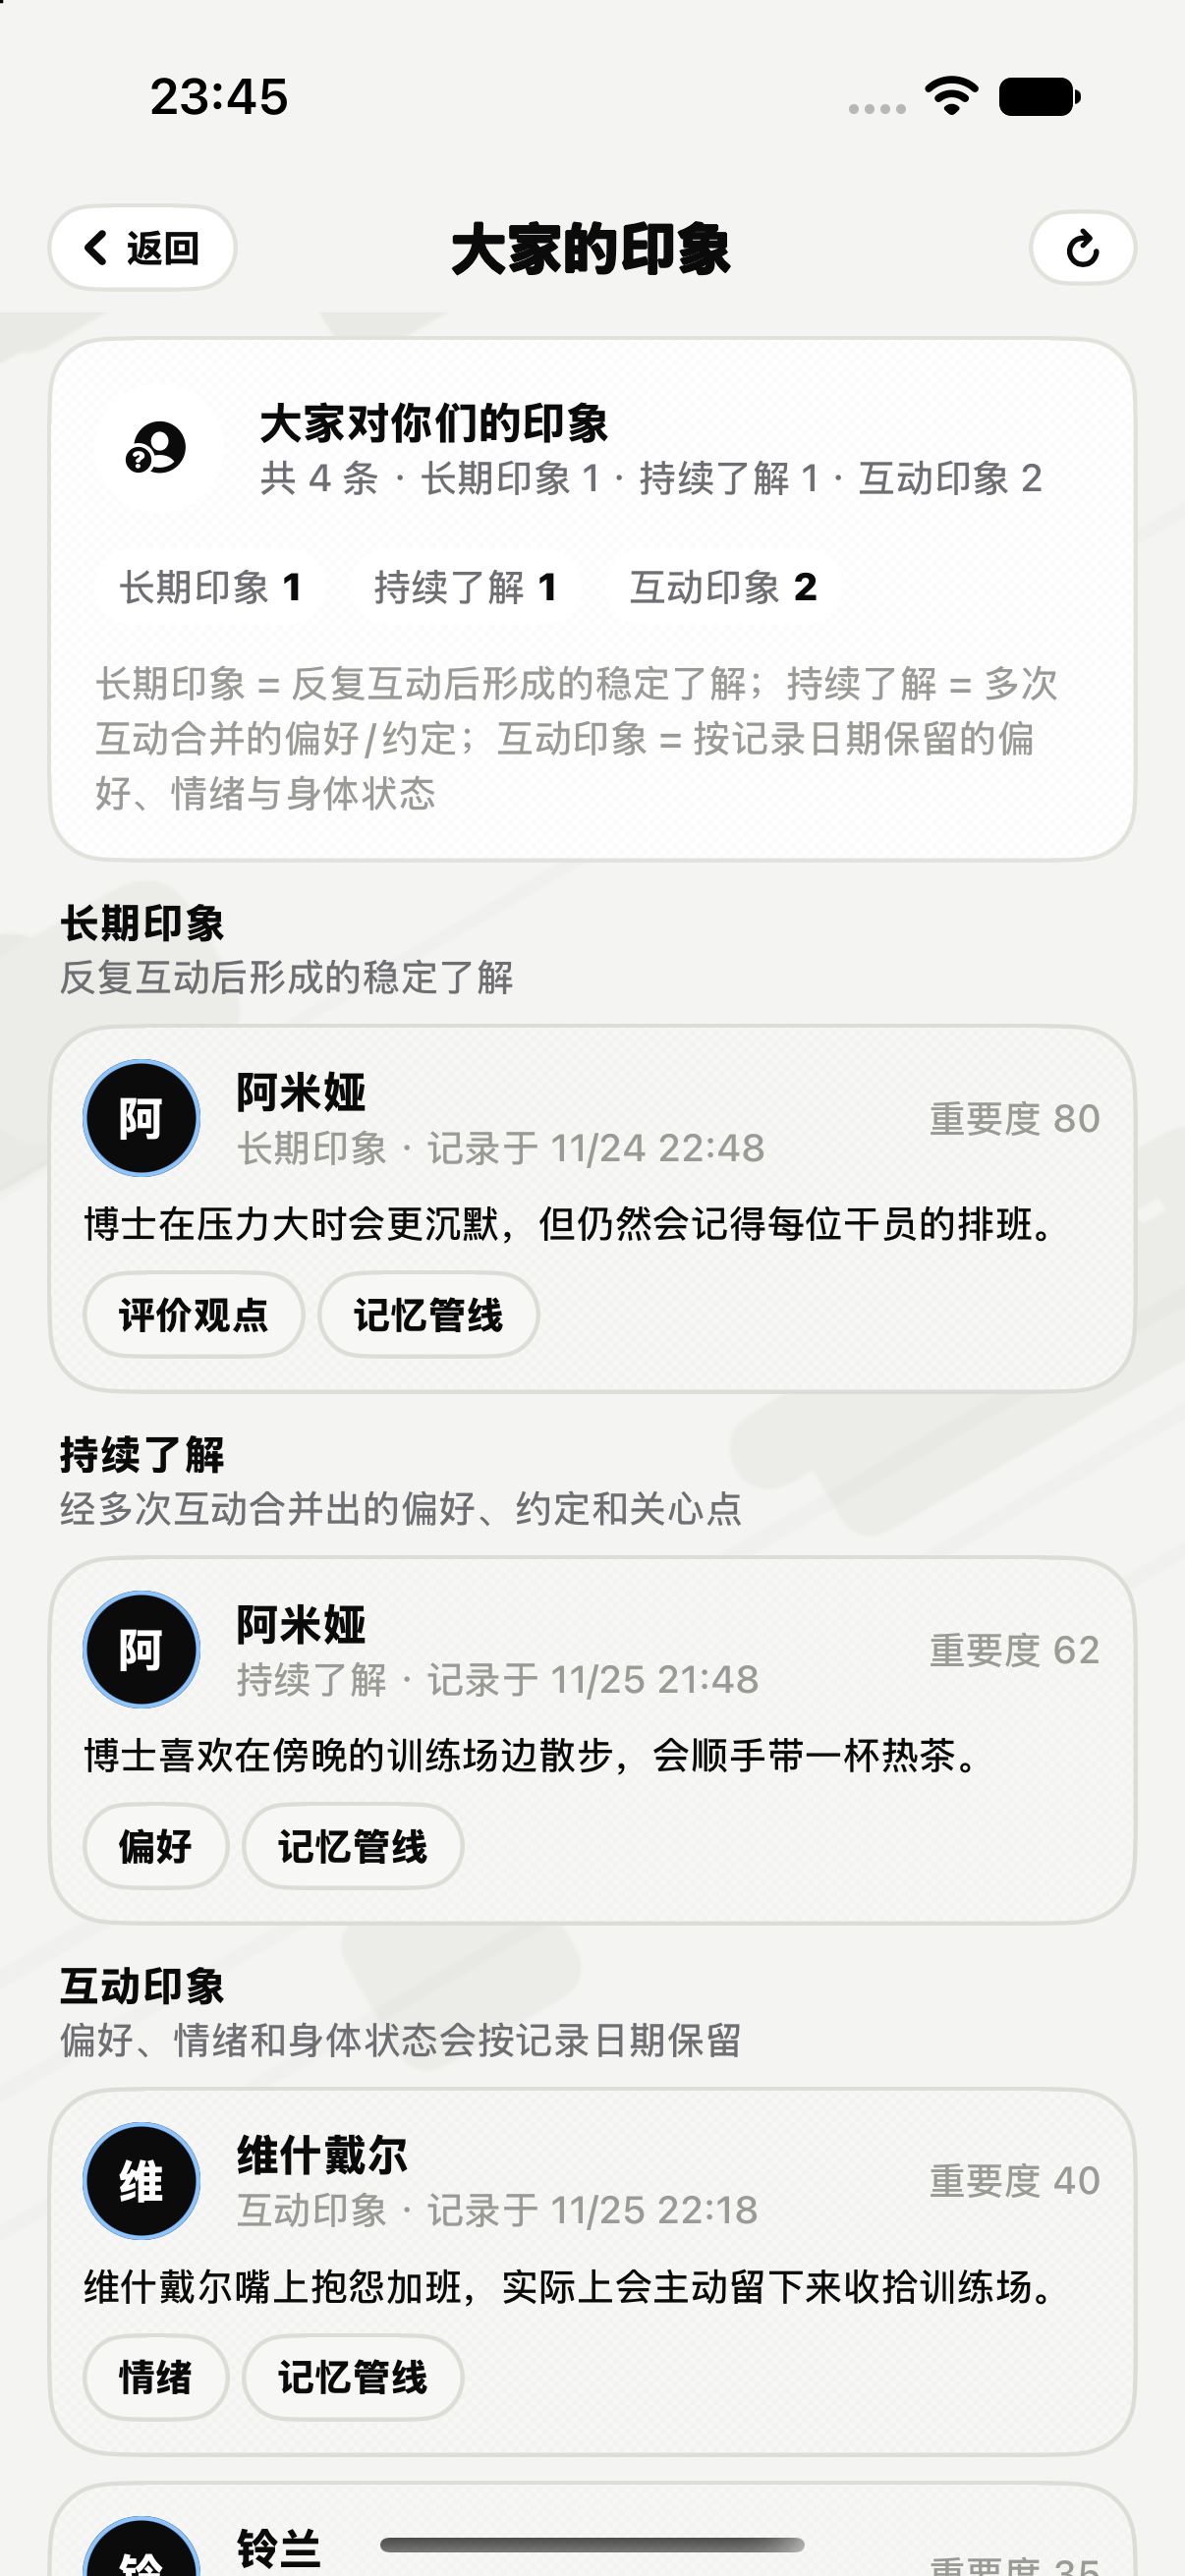 23:45
返回
大家的印象
大家对你们的印象
共 4 条 · 长期印象 1 · 持续了解 1 · 互动印象 2
长期印象 1 持续了解 1 互动印象 2
长期印象 = 反复互动后形成的稳定了解；持续了解 = 多次
互动合并的偏好/约定；互动印象 = 按记录日期保留的偏
好、情绪与身体状态
长期印象
反复互动后形成的稳定了解
阿
阿米娅
长期印象 · 记录于 11/24 22:48
重要度 80
博士在压力大时会更沉默，但仍然会记得每位干员的排班。
评价观点 记忆管线
持续了解
经多次互动合并出的偏好、约定和关心点
阿
阿米娅
持续了解 · 记录于 11/25 21:48
重要度 62
博士喜欢在傍晚的训练场边散步，会顺手带一杯热茶。
偏好 记忆管线
互动印象
偏好、情绪和身体状态会按记录日期保留
维
维什戴尔
互动印象 · 记录于 11/25 22:18
重要度 40
维什戴尔嘴上抱怨加班，实际上会主动留下来收拾训练场。
情绪 记忆管线
铃
铃兰
重要度 35